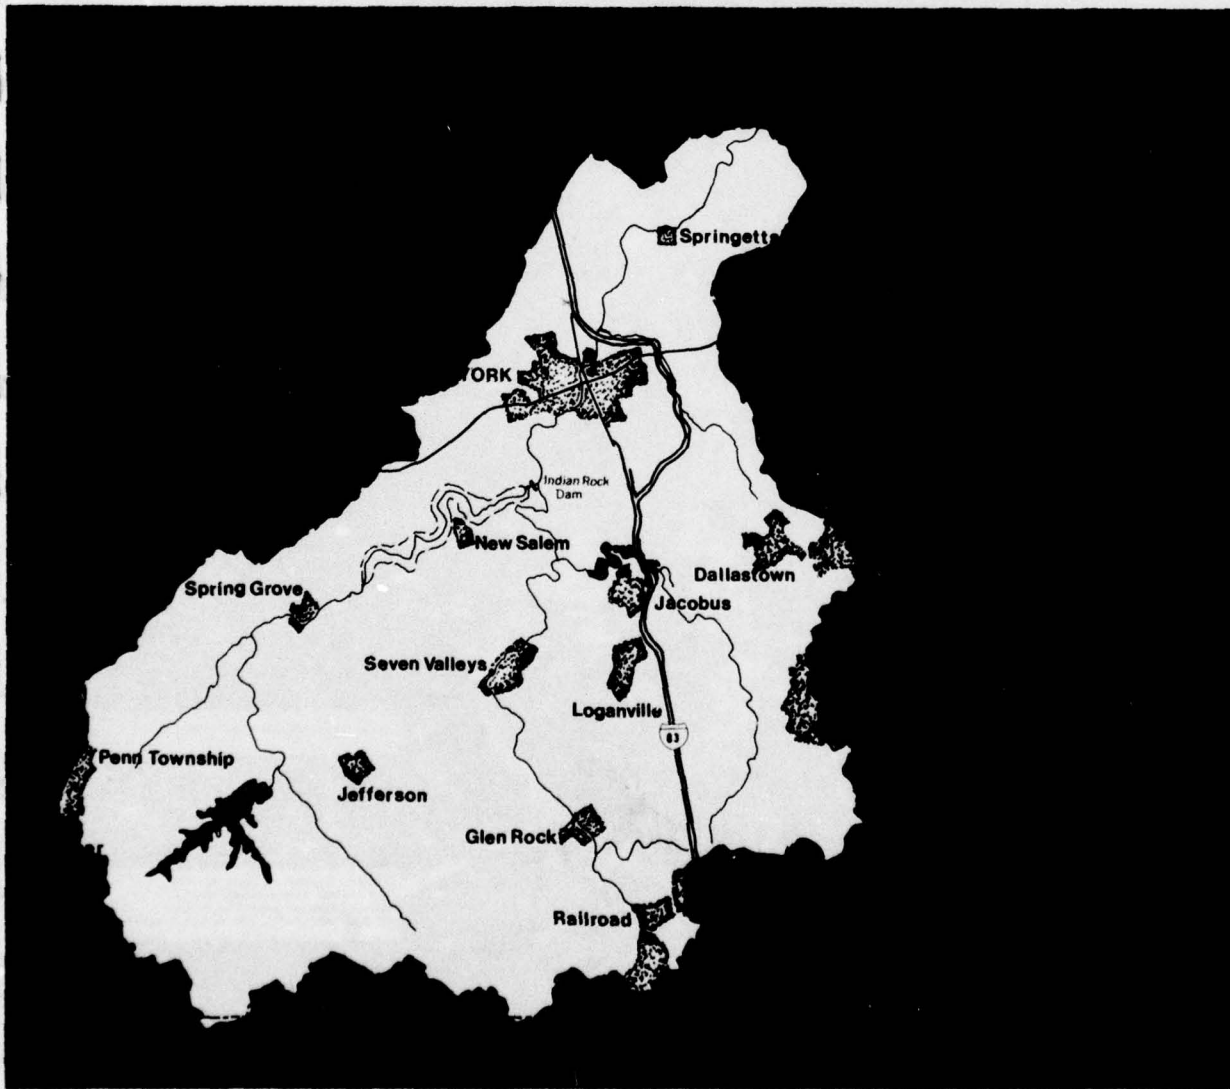 Springetts
YORK
Indian Rock
Dam
New Salem
Dallastown
Spring Grove
Jacobus
Seven Valleys
Loganville
83
Penn Township
Jefferson
Glen Rock
Railroad